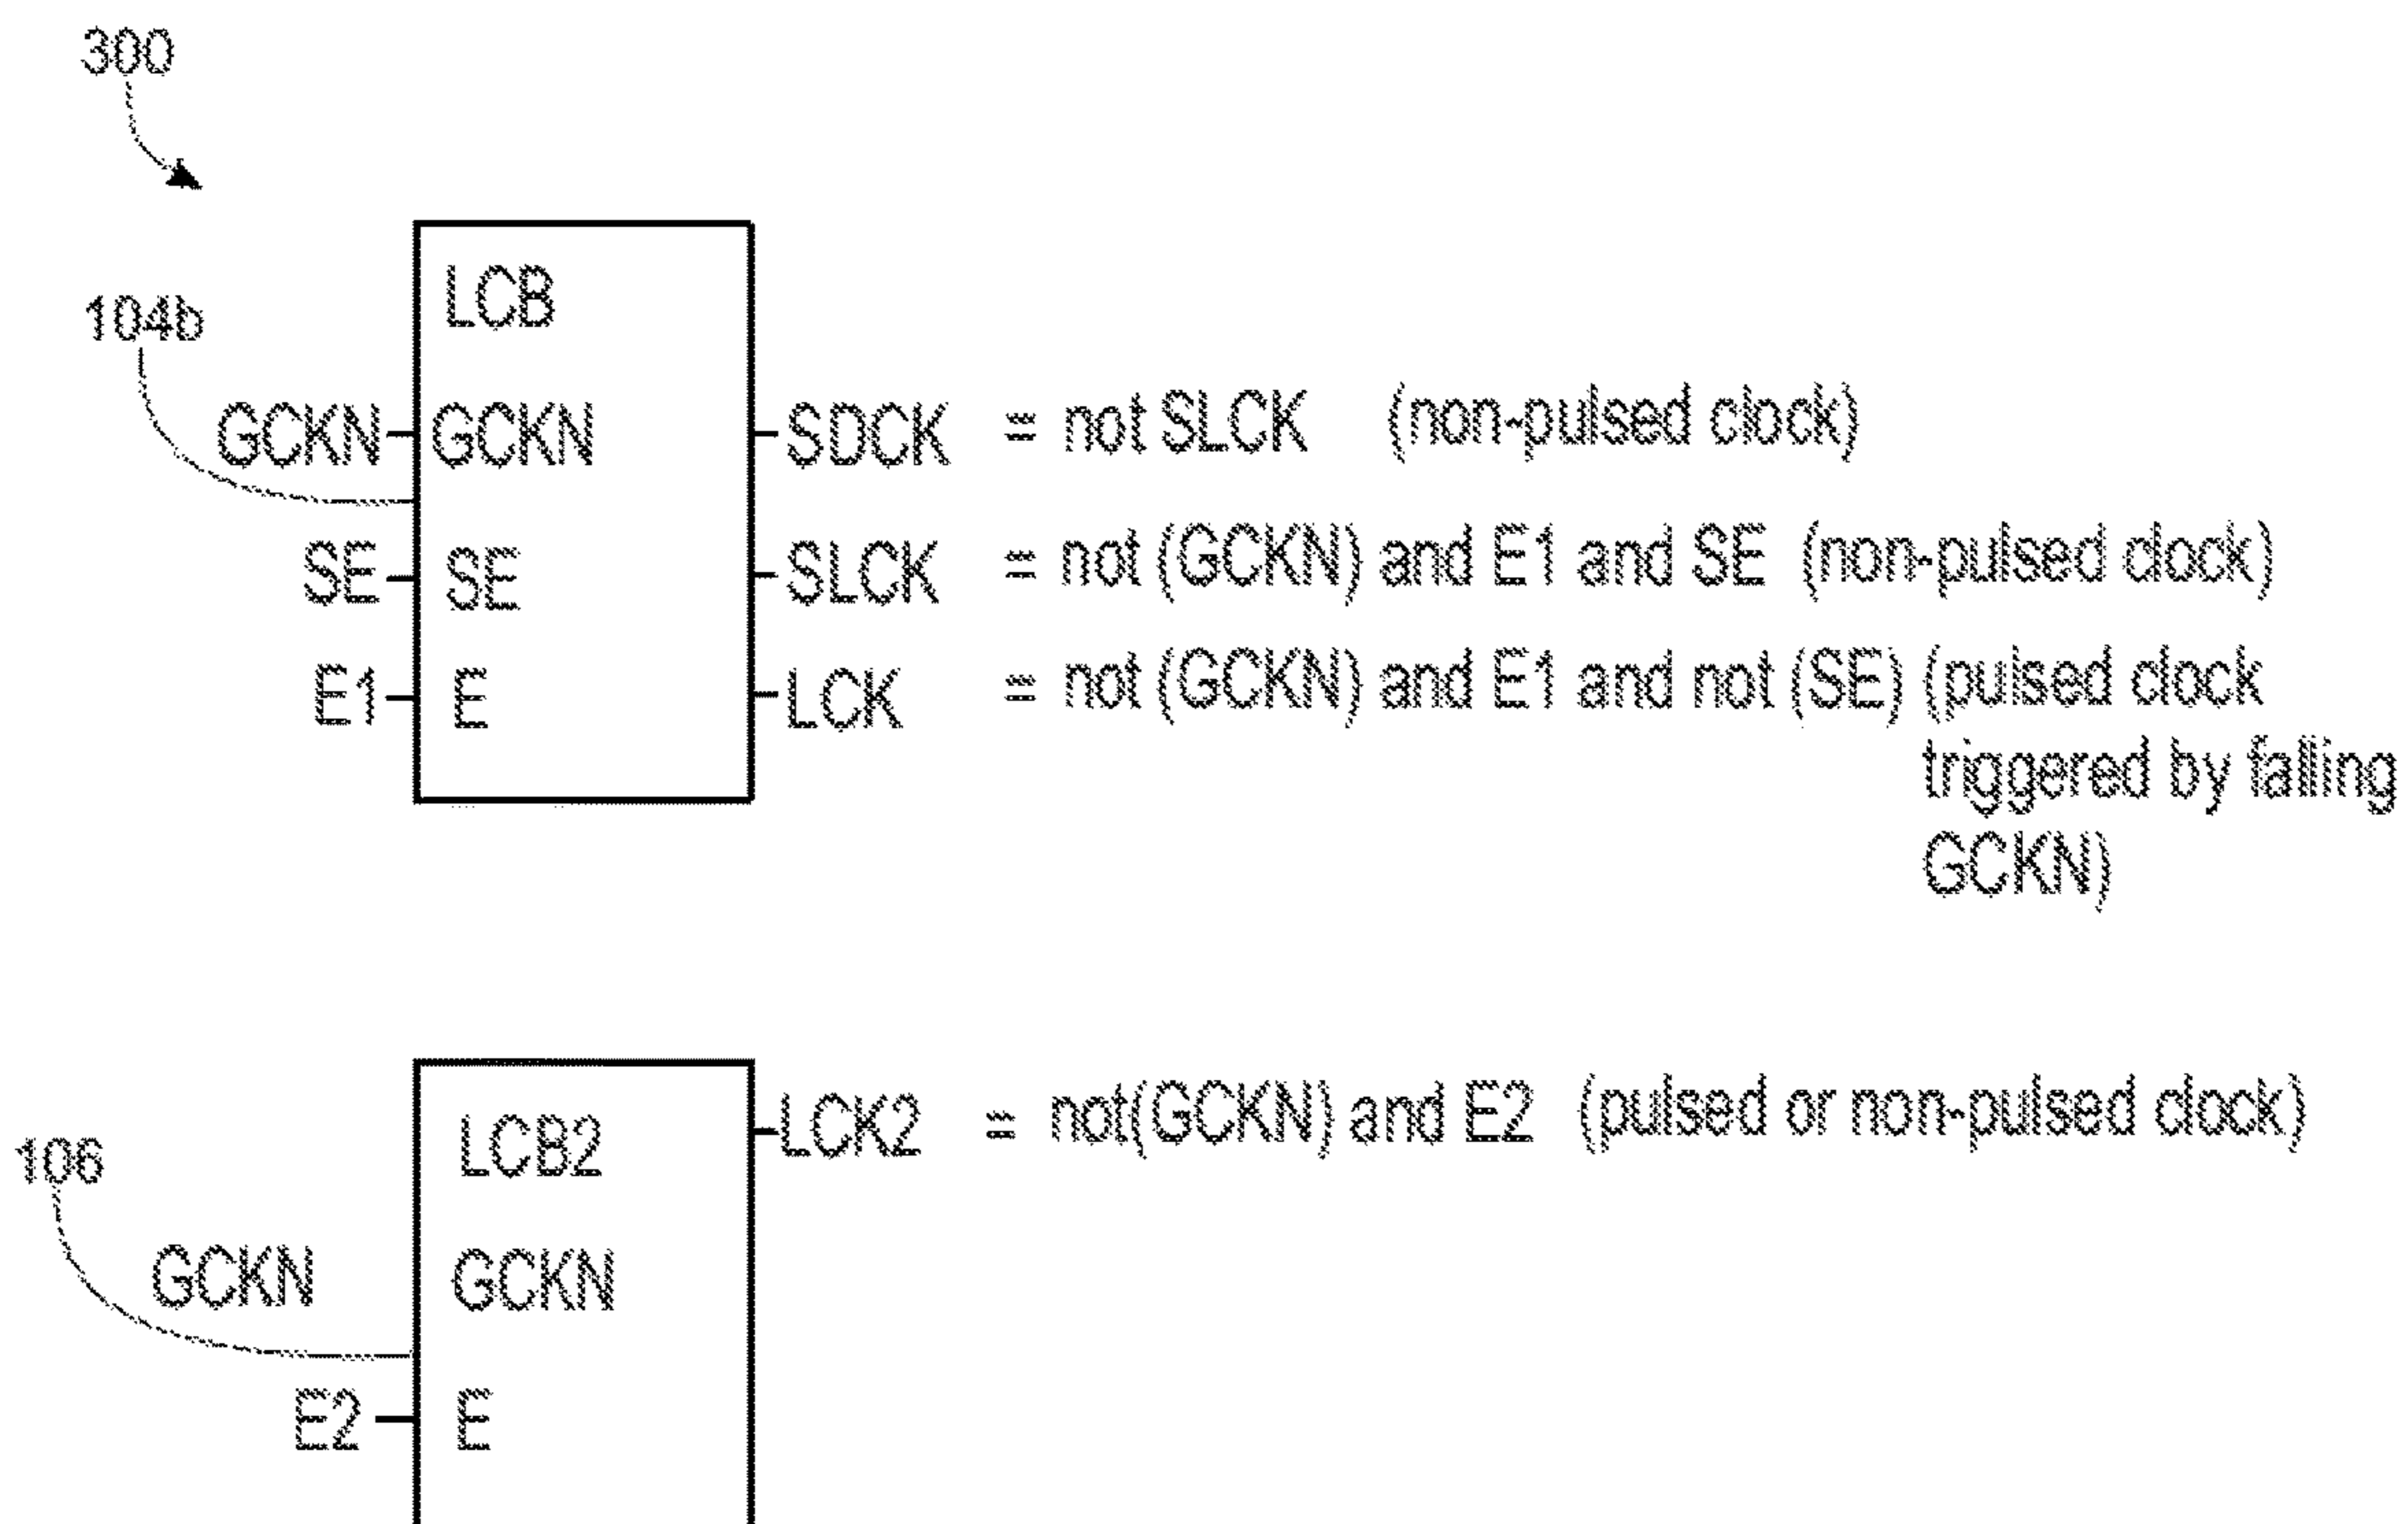 300
LCB
104b
GCKN GCKN SDCK = not SLCK (non-pulsed clock)
SE SE SLCK = not (GCKN) and E1 and SE (non-pulsed clock)
E1 E LCK = not (GCKN) and E1 and not (SE) (pulsed clock
triggered by falling
GCKN)
LCB2 LCK2 = not(GCKN) and E2 (pulsed or non-pulsed clock)
106
GCKN GCKN
E2 E